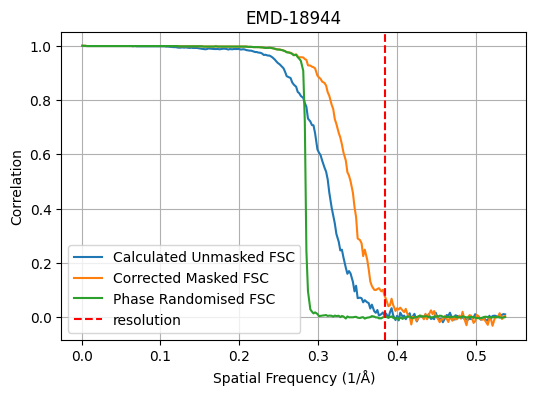 EMD-18944
1.0
0.8
0.6
0.4
0.2
0.0
Correlation
Calculated Unmasked FSC
Corrected Masked FSC
Phase Randomised FSC
resolution
0.0 0.1 0.2 0.3 0.4 0.5
Spatial Frequency (1/Å)